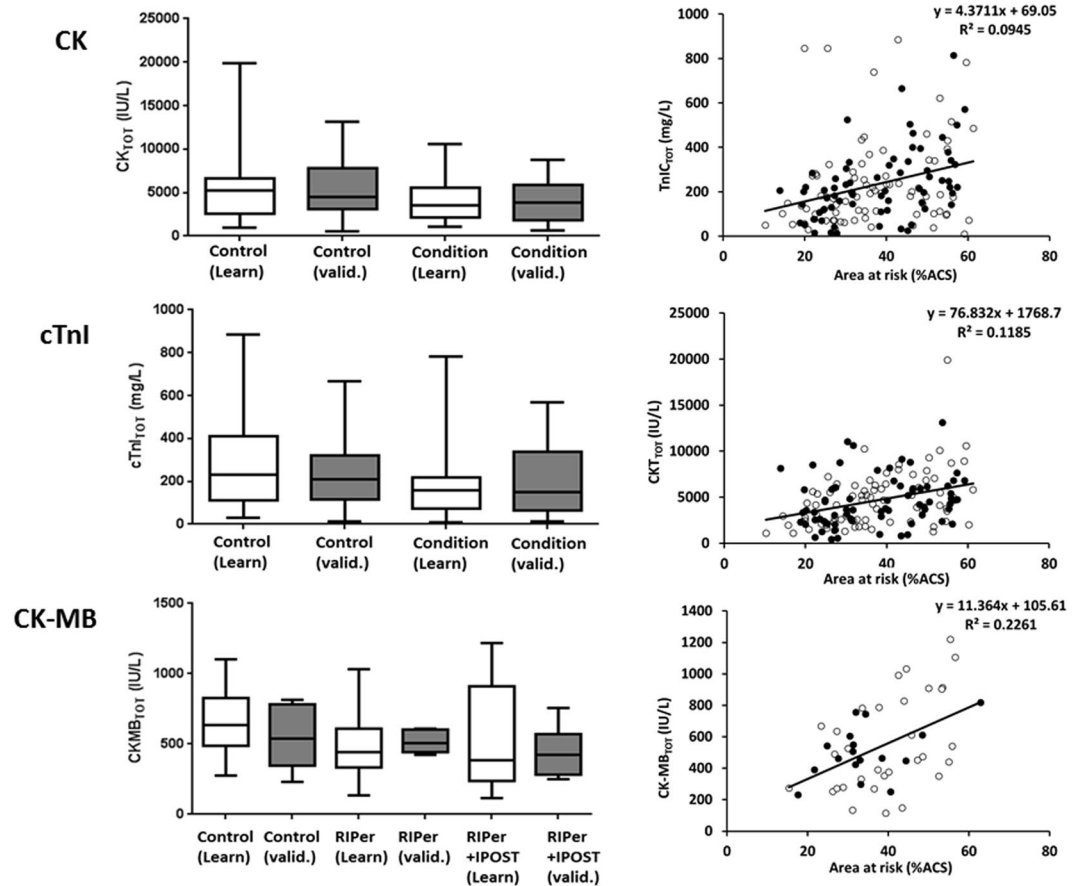 CK
CK_TOT (IU/L)
25000
20000
15000
10000
5000
0
Control
(Learn)
Control
(valid.)
Condition
(Learn)
Condition
(valid.)
y = 4.3711x + 69.05
R² = 0.0945
TnIC_TOT (mg/L)
1000
800
600
400
200
0
0 20 40 60 80
Area at risk (%ACS)
cTnI
cTnI_TOT (mg/L)
1000
800
600
400
200
0
Control
(Learn)
Control
(valid.)
Condition
(Learn)
Condition
(valid.)
y = 76.832x + 1768.7
R² = 0.1185
CKT_TOT (IU/L)
25000
20000
15000
10000
5000
0
0 20 40 60 80
Area at risk (%ACS)
CK-MB
CKMB_TOT (IU/L)
1500
1000
500
0
Control
(Learn)
Control
(valid.)
RIPer
(Learn)
RIPer
(valid.)
RIPer
+IPOST
(Learn)
RIPer
+IPOST
(valid.)
y = 11.364x + 105.61
R² = 0.2261
CK-MB_TOT (IU/L)
1400
1200
1000
800
600
400
200
0
0 20 40 60 80
Area at risk (%ACS)